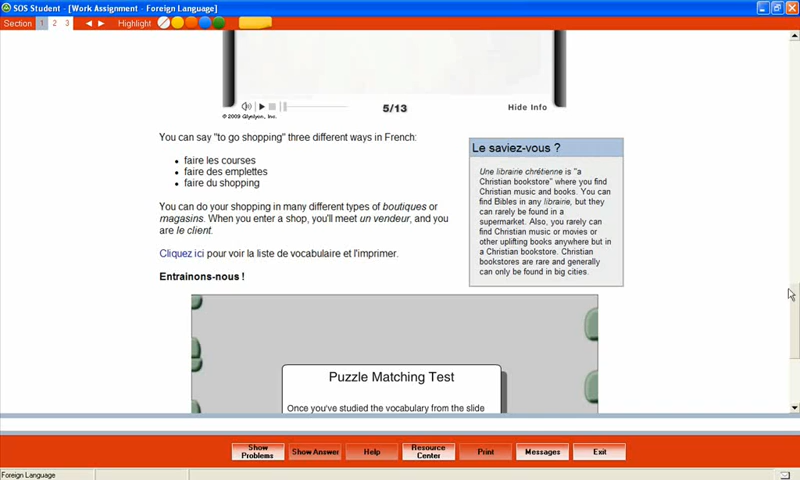 SOS Student - [Work Assignment - Foreign Language]
Section 1 2 3 Highlight
5/13
Hide Info
© 2009 Glynlyon, Inc.
You can say "to go shopping" three different ways in French:
faire les courses
faire des emplettes
faire du shopping
You can do your shopping in many different types of boutiques or
magasins. When you enter a shop, you'll meet un vendeur, and you
are le client.
Cliquez ici pour voir la liste de vocabulaire et l'imprimer.
Entrainons-nous !
Le saviez-vous ?
Une librairie chrétienne is "a
Christian bookstore" where you find
Christian music and books. You can
find Bibles in any librairie, but they
can rarely be found in a
supermarket. Also, you rarely can
find Christian music or movies or
other uplifting books anywhere but in
a Christian bookstore. Christian
bookstores are rare and generally
can only be found in big cities.
Puzzle Matching Test
Once you've studied the vocabulary from the slide
Show Problems
Show Answer
Help
Resource Center
Print
Messages
Exit
Foreign Language